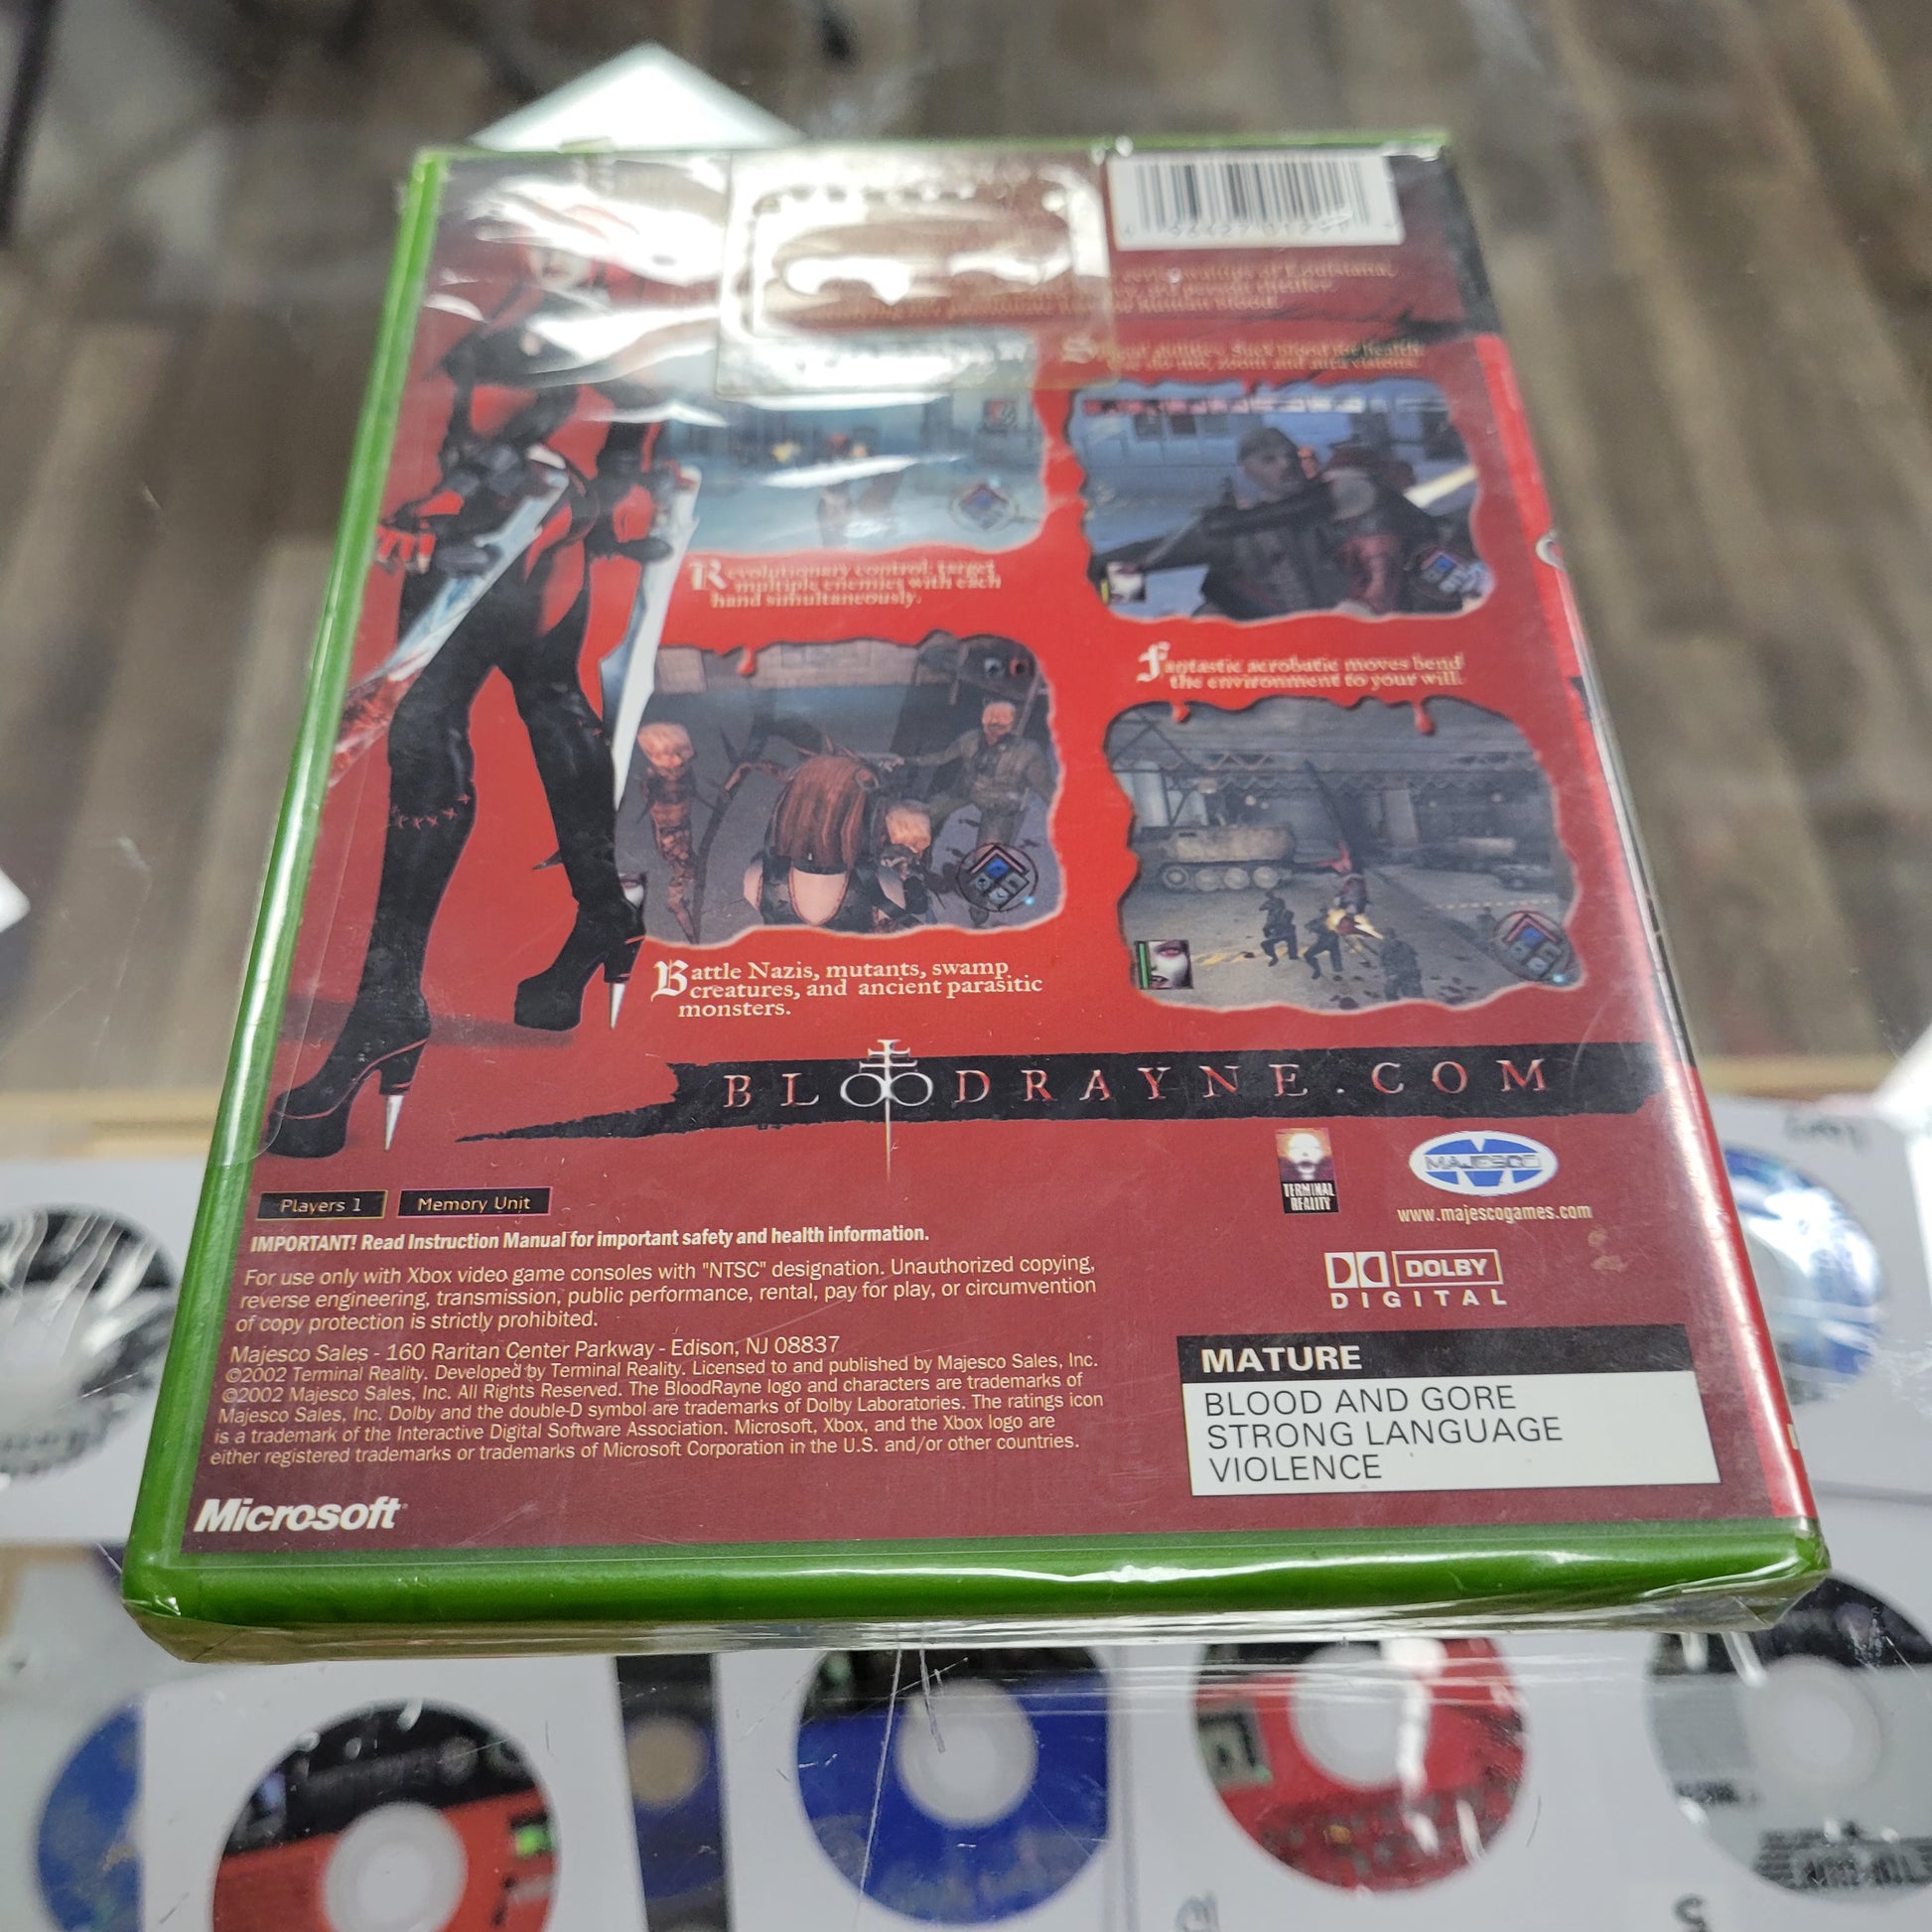 Louisiana,
Suck blood for health.
zoom and aura visions.
Revolutionary control: target
multiple enemies with each
hand simultaneously.
Fantastic acrobatic moves bend
the environment to your will.
Battle Nazis, mutants, swamp
creatures, and ancient parasitic
monsters.
BLOODRAYNE.COM
TERMINAL
REALITY
MAJESCO
www.majescogames.com
Players 1
Memory Unit
IMPORTANT! Read Instruction Manual for important safety and health information.
For use only with Xbox video game consoles with "NTSC" designation. Unauthorized copying,
reverse engineering, transmission, public performance, rental, pay for play, or circumvention
of copy protection is strictly prohibited.
DOLBY
DIGITAL
Majesco Sales - 160 Raritan Center Parkway - Edison, NJ 08837
©2002 Terminal Reality. Developed by Terminal Reality. Licensed to and published by Majesco Sales, Inc.
©2002 Majesco Sales, Inc. All Rights Reserved. The BloodRayne logo and characters are trademarks of
Majesco Sales, Inc. Dolby and the double-D symbol are trademarks of Dolby Laboratories. The ratings icon
is a trademark of the Interactive Digital Software Association. Microsoft, Xbox, and the Xbox logo are
either registered trademarks or trademarks of Microsoft Corporation in the U.S. and/or other countries.
MATURE
BLOOD AND GORE
STRONG LANGUAGE
VIOLENCE
Microsoft